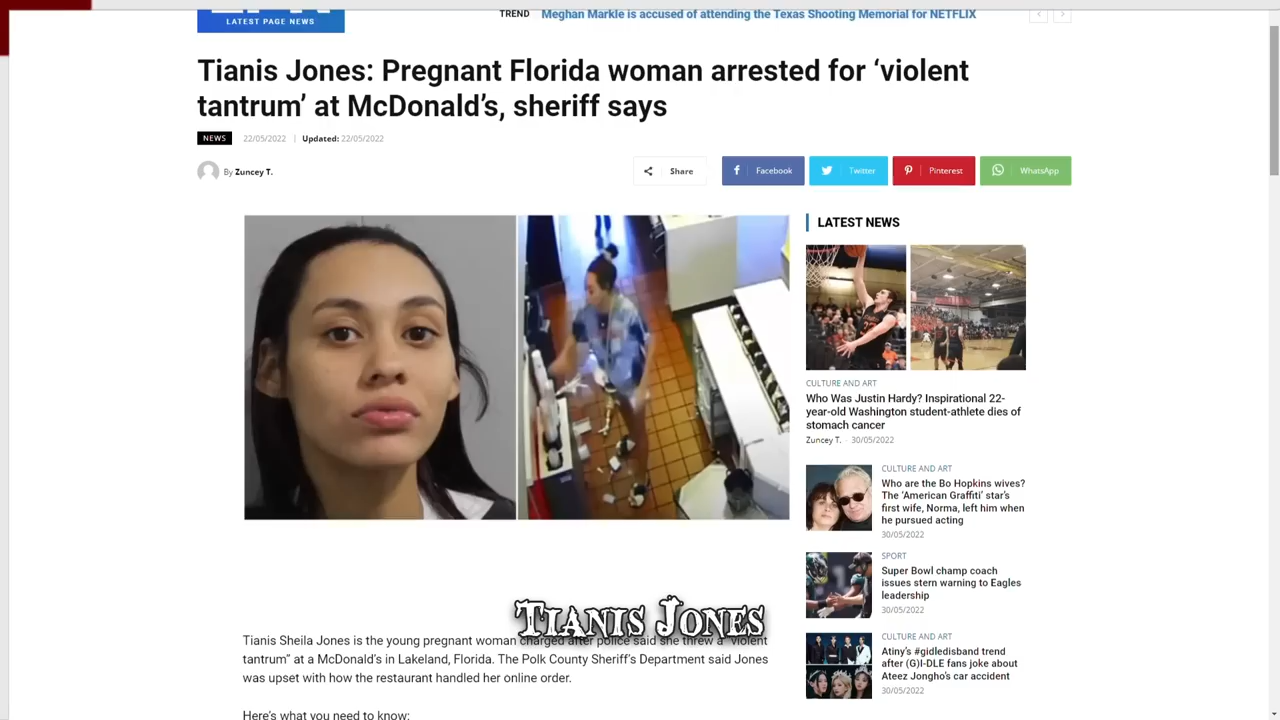 LATEST PAGE NEWS
TREND Meghan Markle is accused of attending the Texas Shooting Memorial for NETFLIX
Tianis Jones: Pregnant Florida woman arrested for ‘violent
tantrum’ at McDonald’s, sheriff says
NEWS 22/05/2022 | Updated: 22/05/2022
By Zuncey T.
Share Facebook Twitter Pinterest WhatsApp
TIANIS JONES
Tianis Sheila Jones is the young pregnant woman charged after police said she threw a “violent
tantrum” at a McDonald’s in Lakeland, Florida. The Polk County Sheriff’s Department said Jones
was upset with how the restaurant handled her online order.
Here’s what you need to know:
LATEST NEWS
CULTURE AND ART
Who Was Justin Hardy? Inspirational 22-
year-old Washington student-athlete dies of
stomach cancer
Zuncey T. - 30/05/2022
CULTURE AND ART
Who are the Bo Hopkins wives?
The ‘American Graffiti’ star’s
first wife, Norma, left him when
he pursued acting
30/05/2022
SPORT
Super Bowl champ coach
issues stern warning to Eagles
leadership
30/05/2022
CULTURE AND ART
Atiny’s #gidledisband trend
after (G)I-DLE fans joke about
Ateez Jongho’s car accident
30/05/2022